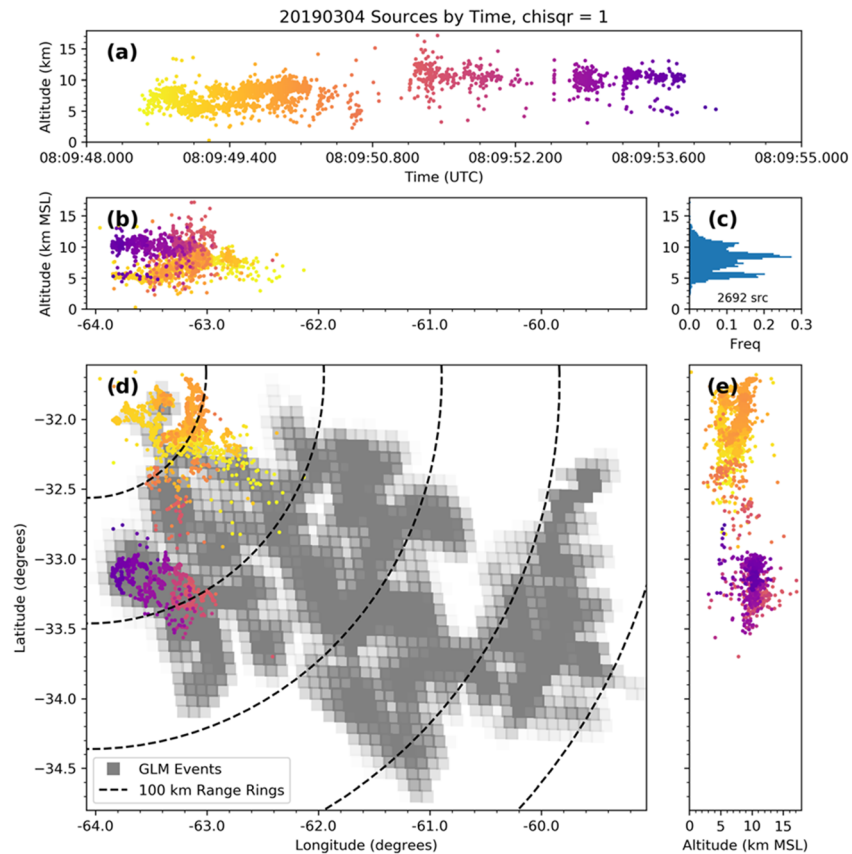 20190304 Sources by Time, chisqr = 1
(a)
Altitude (km)
15
10
5
0
08:09:48.000 08:09:49.400 08:09:50.800 08:09:52.200 08:09:53.600 08:09:55.000
Time (UTC)
(b)
Altitude (km MSL)
15
10
5
0
-64.0 -63.0 -62.0 -61.0 -60.0
(c)
15
10
5
0
2692 src
0.0 0.1 0.2 0.3
Freq
(d)
Latitude (degrees)
−32.0
−32.5
−33.0
−33.5
−34.0
−34.5
GLM Events
100 km Range Rings
-64.0 -63.0 -62.0 -61.0 -60.0
Longitude (degrees)
(e)
0 5 10 15
Altitude (km MSL)